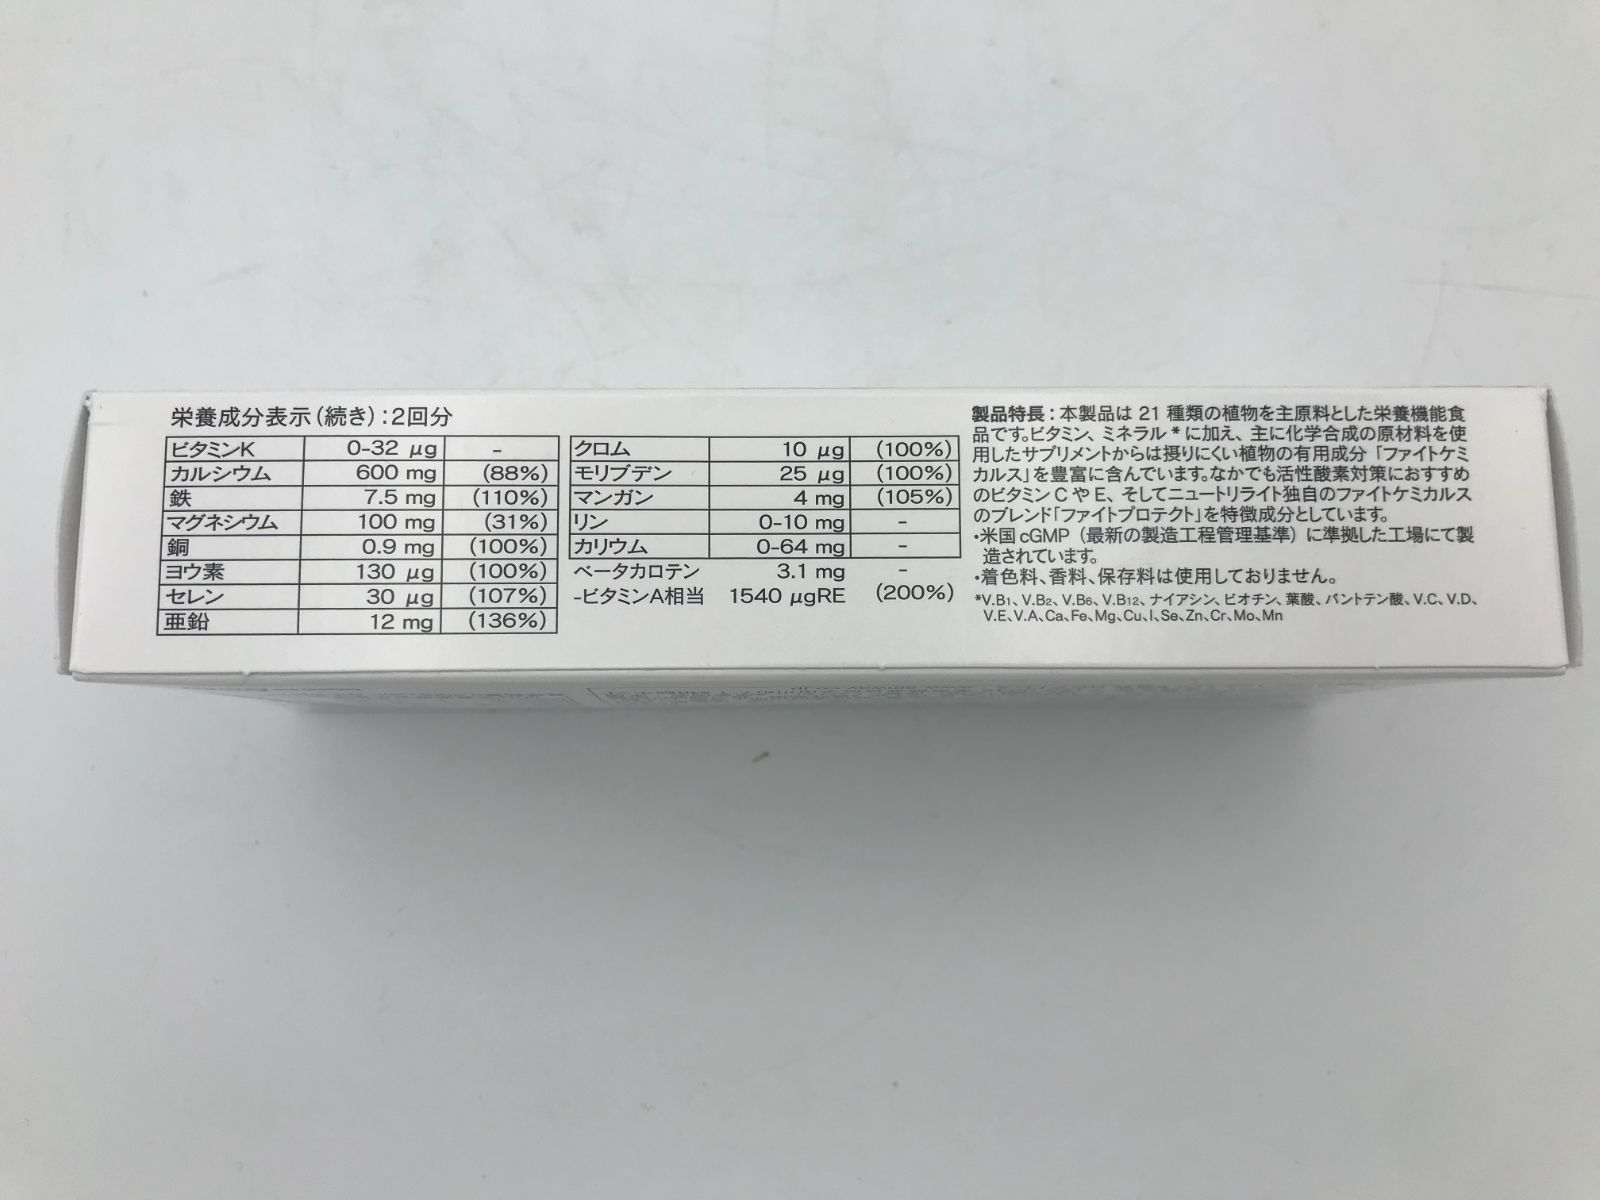 栄養成分表示(続き):2回分
ビタミンK 0-32 μg -
カルシウム 600 mg (88%)
鉄 7.5 mg (110%)
マグネシウム 100 mg (31%)
銅 0.9 mg (100%)
ヨウ素 130 μg (100%)
セレン 30 μg (107%)
亜鉛 12 mg (136%)
クロム 10 μg (100%)
モリブデン 25 μg (100%)
マンガン 4 mg (105%)
リン 0-10 mg -
カリウム 0-64 mg -
ベータカロテン 3.1 mg -
-ビタミンA相当 1540 μgRE (200%)
製品特長:本製品は 21 種類の植物を主原料とした栄養機能食
品です。ビタミン、ミネラル * に加え、主に化学合成の原材料を使
用したサプリメントからは摂りにくい植物の有用成分「ファイトケミ
カルス」を豊富に含んでいます。なかでも活性酸素対策におすすめ
のビタミン C や E、そしてニュートリライト独自のファイトケミカルス
のブレンド「ファイトプロテクト」を特徴成分としています。
・米国 cGMP(最新の製造工程管理基準)に準拠した工場にて製
造されています。
・着色料、香料、保存料は使用しておりません。
*V.B1、V.B2、V.B6、V.B12、ナイアシン、ビオチン、葉酸、パントテン酸、V.C、V.D、
V.E、V.A、Ca、Fe、Mg、Cu、I、Se、Zn、Cr、Mo、Mn